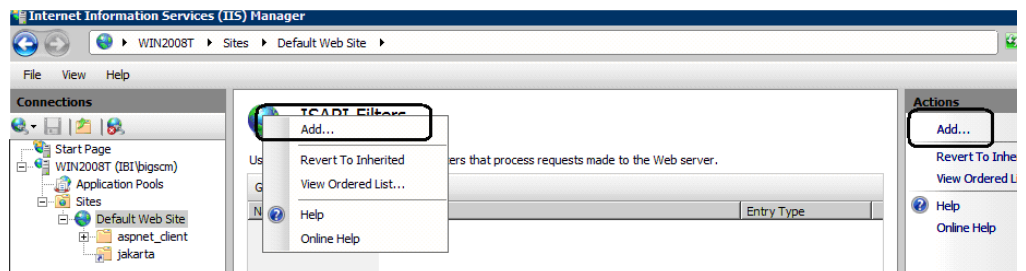 Internet Information Services (IIS) Manager
WIN2008T Sites Default Web Site
File View Help
Connections
Start Page
WIN2008T (IBI\bigscm)
Application Pools
Sites
Default Web Site
aspnet_client
jakarta
ISAPI Filters
Us ers that process requests made to the Web server.
G
N Entry Type
Add...
Revert To Inherited
View Ordered List...
Help
Online Help
Actions
Add...
Revert To Inhe
View Ordered L
Help
Online Help